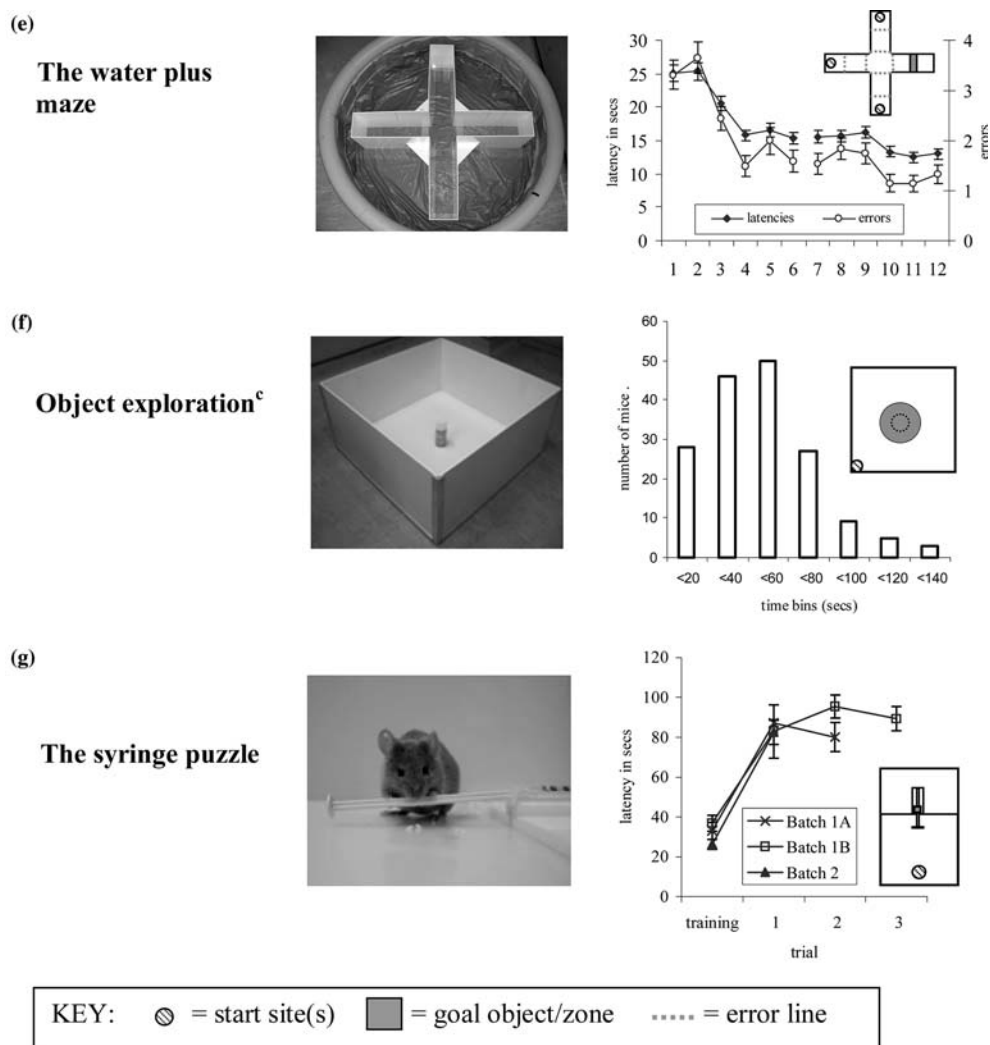 (e)
The water plus
maze
latency in secs
30
25
20
15
10
5
0
4
3
2
1
0
errors
latencies errors
1 2 3 4 5 6 7 8 9 10 11 12
(f)
Object exploration^c
number of mice .
60
50
40
30
20
10
0
<20 <40 <60 <80 <100 <120 <140
time bins (secs)
(g)
The syringe puzzle
latency in secs
120
100
80
60
40
20
0
Batch 1A
Batch 1B
Batch 2
training 1 2 3
trial
KEY: = start site(s) = goal object/zone = error line